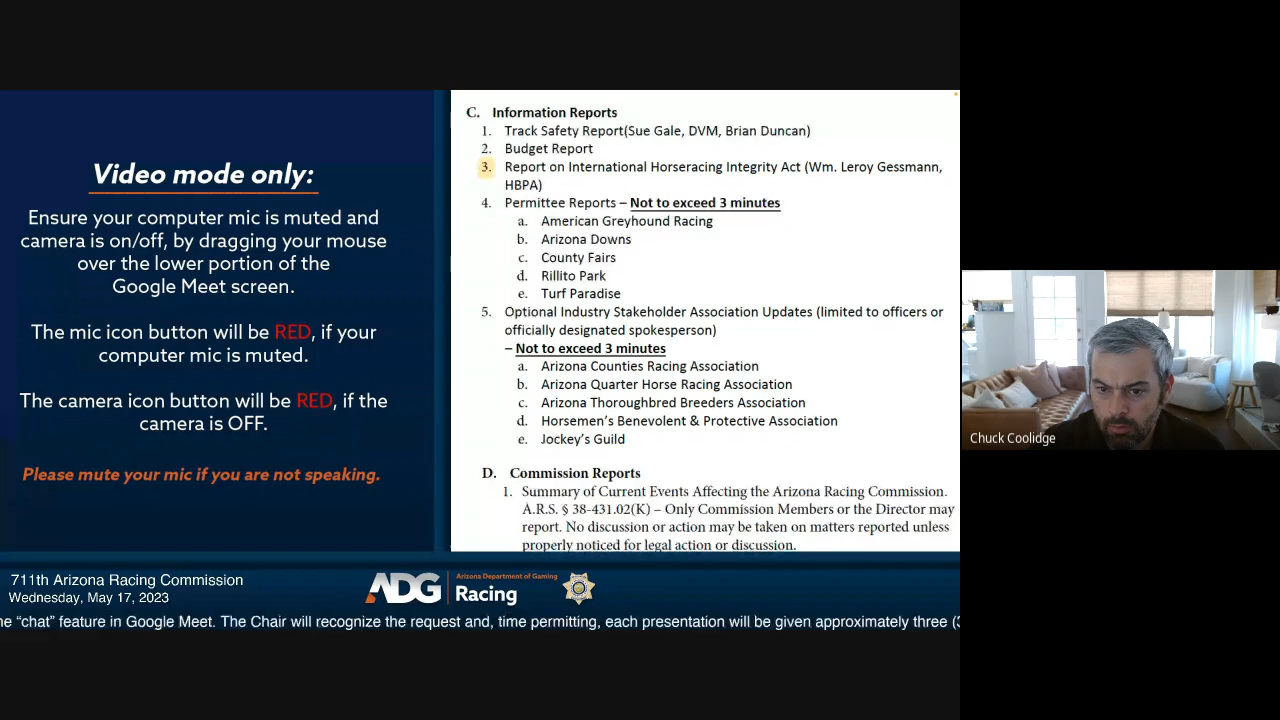 Video mode only:
Ensure your computer mic is muted and
camera is on/off, by dragging your mouse
over the lower portion of the
Google Meet screen.
The mic icon button will be RED, if your
computer mic is muted.
The camera icon button will be RED, if the
camera is OFF.
Please mute your mic if you are not speaking.
C. Information Reports
1. Track Safety Report(Sue Gale, DVM, Brian Duncan)
2. Budget Report
3. Report on International Horseracing Integrity Act (Wm. Leroy Gessmann,
HBPA)
4. Permittee Reports – Not to exceed 3 minutes
a. American Greyhound Racing
b. Arizona Downs
c. County Fairs
d. Rillito Park
e. Turf Paradise
5. Optional Industry Stakeholder Association Updates (limited to officers or
officially designated spokesperson)
– Not to exceed 3 minutes
a. Arizona Counties Racing Association
b. Arizona Quarter Horse Racing Association
c. Arizona Thoroughbred Breeders Association
d. Horsemen's Benevolent & Protective Association
e. Jockey's Guild
D. Commission Reports
1. Summary of Current Events Affecting the Arizona Racing Commission.
A.R.S. § 38-431.02(K) – Only Commission Members or the Director may
report. No discussion or action may be taken on matters reported unless
properly noticed for legal action or discussion.
Chuck Coolidge
711th Arizona Racing Commission
Wednesday, May 17, 2023
ADG
Arizona Department of Gaming
Racing
he “chat” feature in Google Meet. The Chair will recognize the request and, time permitting, each presentation will be given approximately three (3